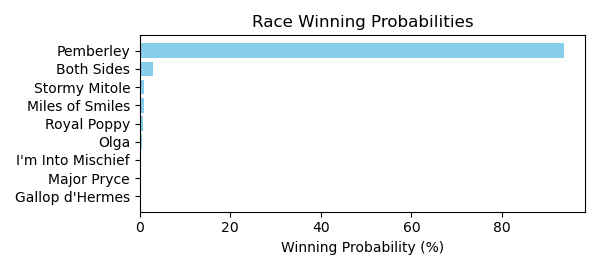 Race Winning Probabilities
Pemberley
Both Sides
Stormy Mitole
Miles of Smiles
Royal Poppy
Olga
I'm Into Mischief
Major Pryce
Gallop d'Hermes
0 20 40 60 80
Winning Probability (%)